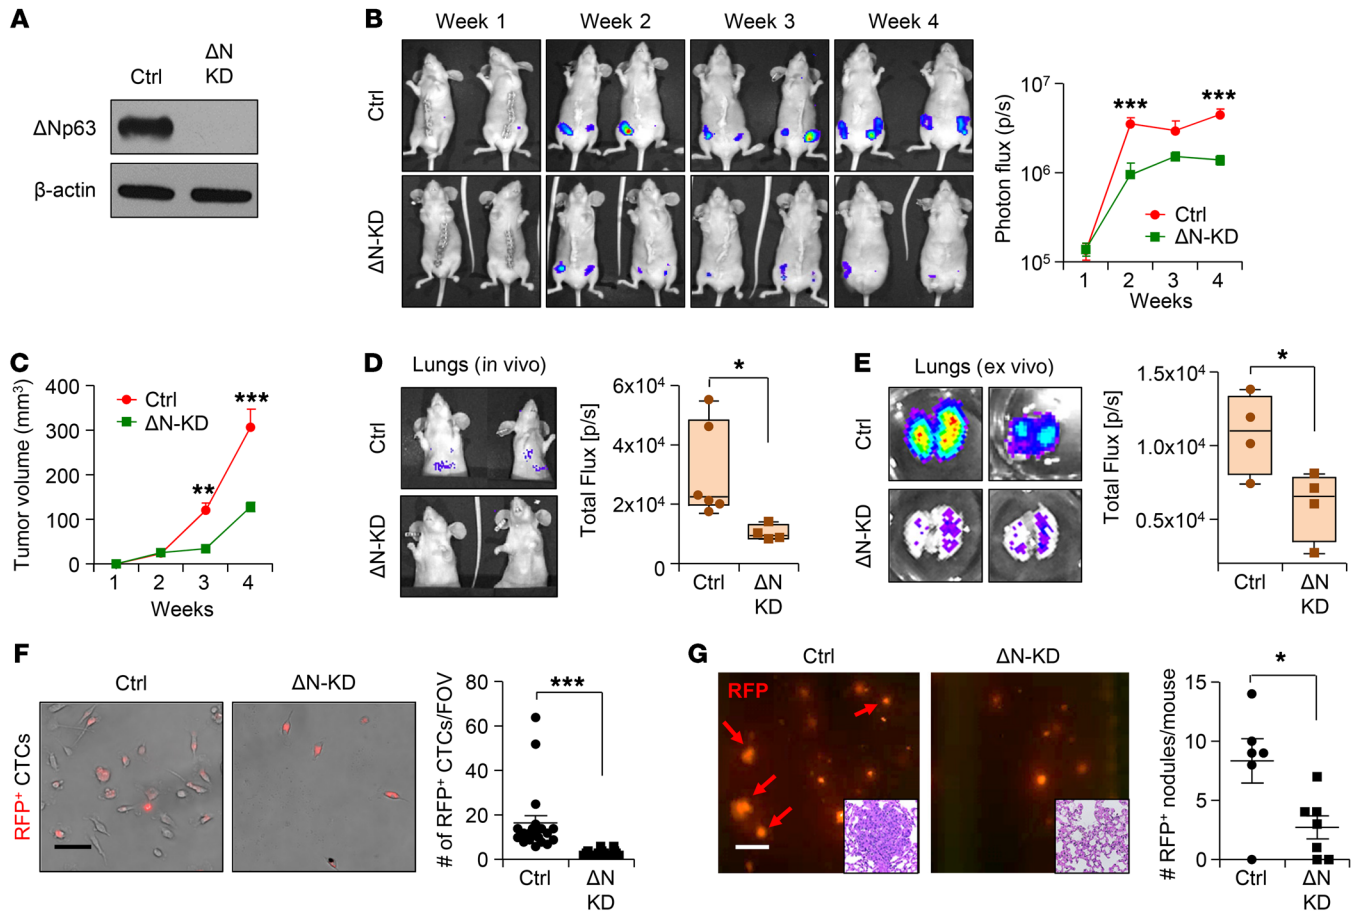 A
Ctrl
ΔN
KD
ΔNp63
β-actin
B
Week 1
Week 2
Week 3
Week 4
Ctrl
ΔN-KD
Photon flux (p/s)
10⁷
10⁶
10⁵
***
***
Ctrl
ΔN-KD
1 2 3 4
Weeks
C
Tumor volume (mm³)
400
300
200
100
0
Ctrl
ΔN-KD
**
***
1 2 3 4
Weeks
D
Lungs (in vivo)
Ctrl
ΔN-KD
Total Flux [p/s]
6x10⁴
4x10⁴
2x10⁴
0
*
Ctrl
ΔN
KD
E
Lungs (ex vivo)
Ctrl
ΔN-KD
Total Flux [p/s]
1.5x10⁴
1.0x10⁴
0.5x10⁴
*
Ctrl
ΔN
KD
F
Ctrl
ΔN-KD
RFP⁺ CTCs
# of RFP⁺ CTCs/FOV
80
60
40
20
0
***
Ctrl
ΔN
KD
G
Ctrl
ΔN-KD
RFP
# RFP⁺ nodules/mouse
15
10
5
0
*
Ctrl
ΔN
KD